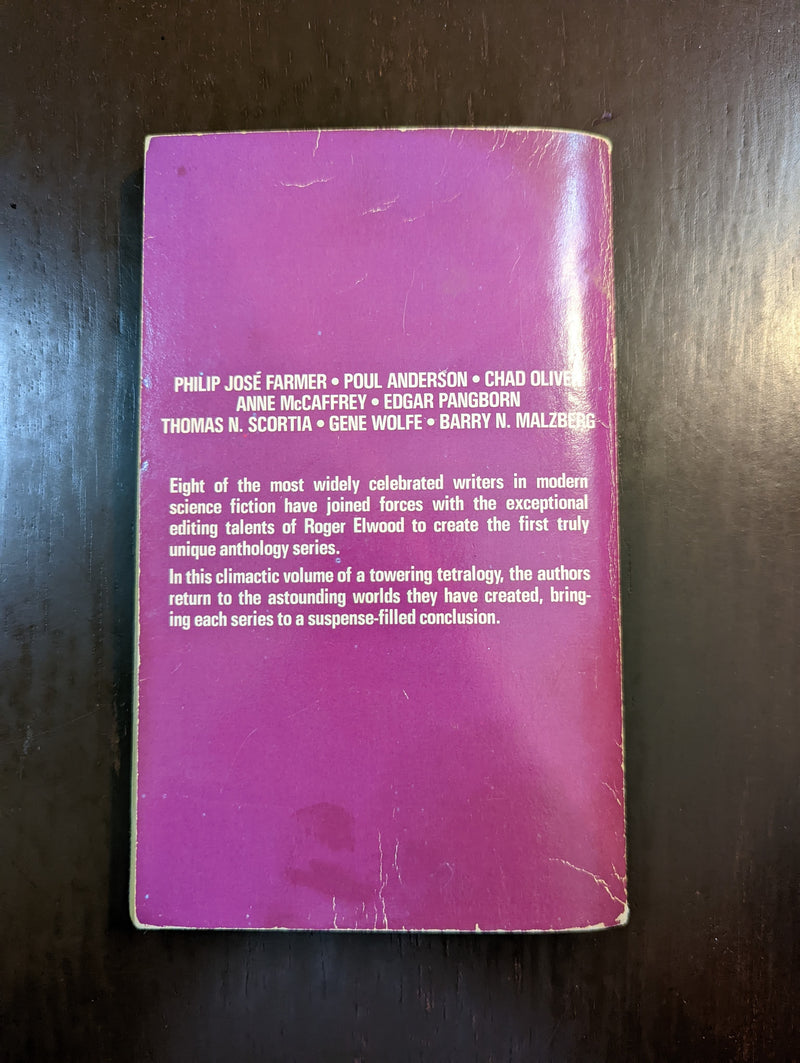 PHILIP JOSÉ FARMER • POUL ANDERSON • CHAD OLIVER
ANNE McCAFFREY • EDGAR PANGBORN
THOMAS N. SCORTIA • GENE WOLFE • BARRY N. MALZBERG
Eight of the most widely celebrated writers in modern
science fiction have joined forces with the exceptional
editing talents of Roger Elwood to create the first truly
unique anthology series.
In this climactic volume of a towering tetralogy, the authors
return to the astounding worlds they have created, bring-
ing each series to a suspense-filled conclusion.